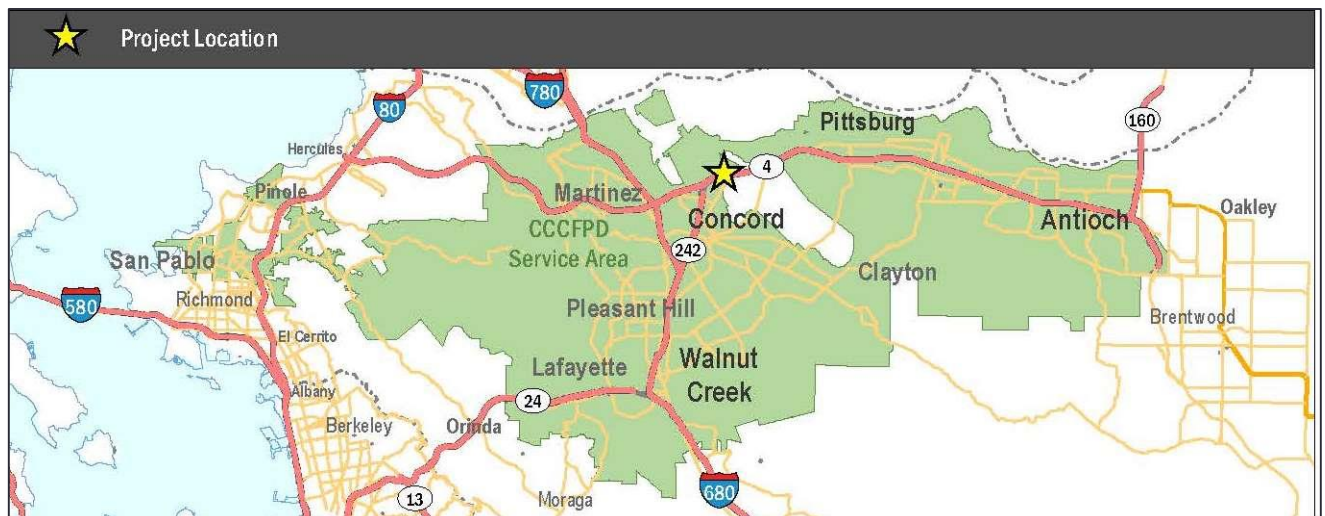 Project Location
780
80
160
Pittsburg
Hercules
4
Pinole
Martinez
Oakley
Concord
Antioch
CCCFPD
Service Area
242
San Pablo
Clayton
Richmond
580
Pleasant Hill
Brentwood
El Cerrito
Walnut
Creek
Lafayette
Albany
24
Berkeley
Orinda
680
13
Moraga